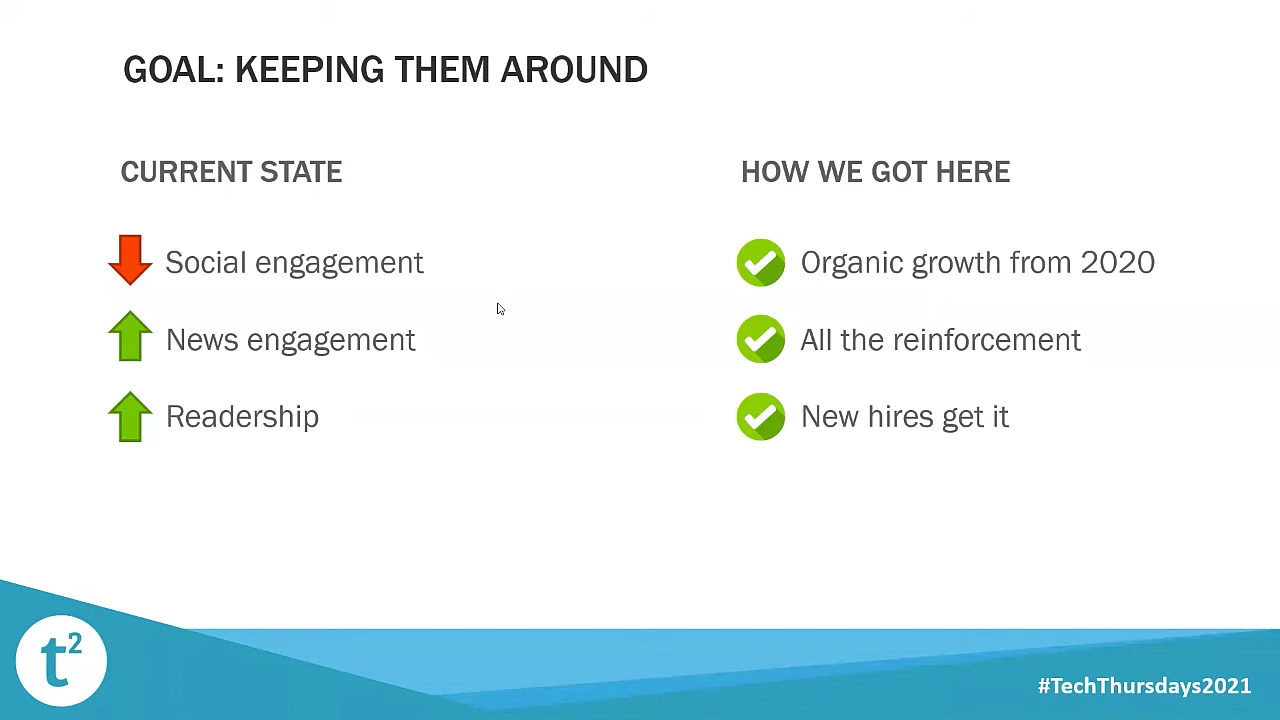 GOAL: KEEPING THEM AROUND
CURRENT STATE
Social engagement
News engagement
Readership
HOW WE GOT HERE
Organic growth from 2020
All the reinforcement
New hires get it
t²
#TechThursdays2021